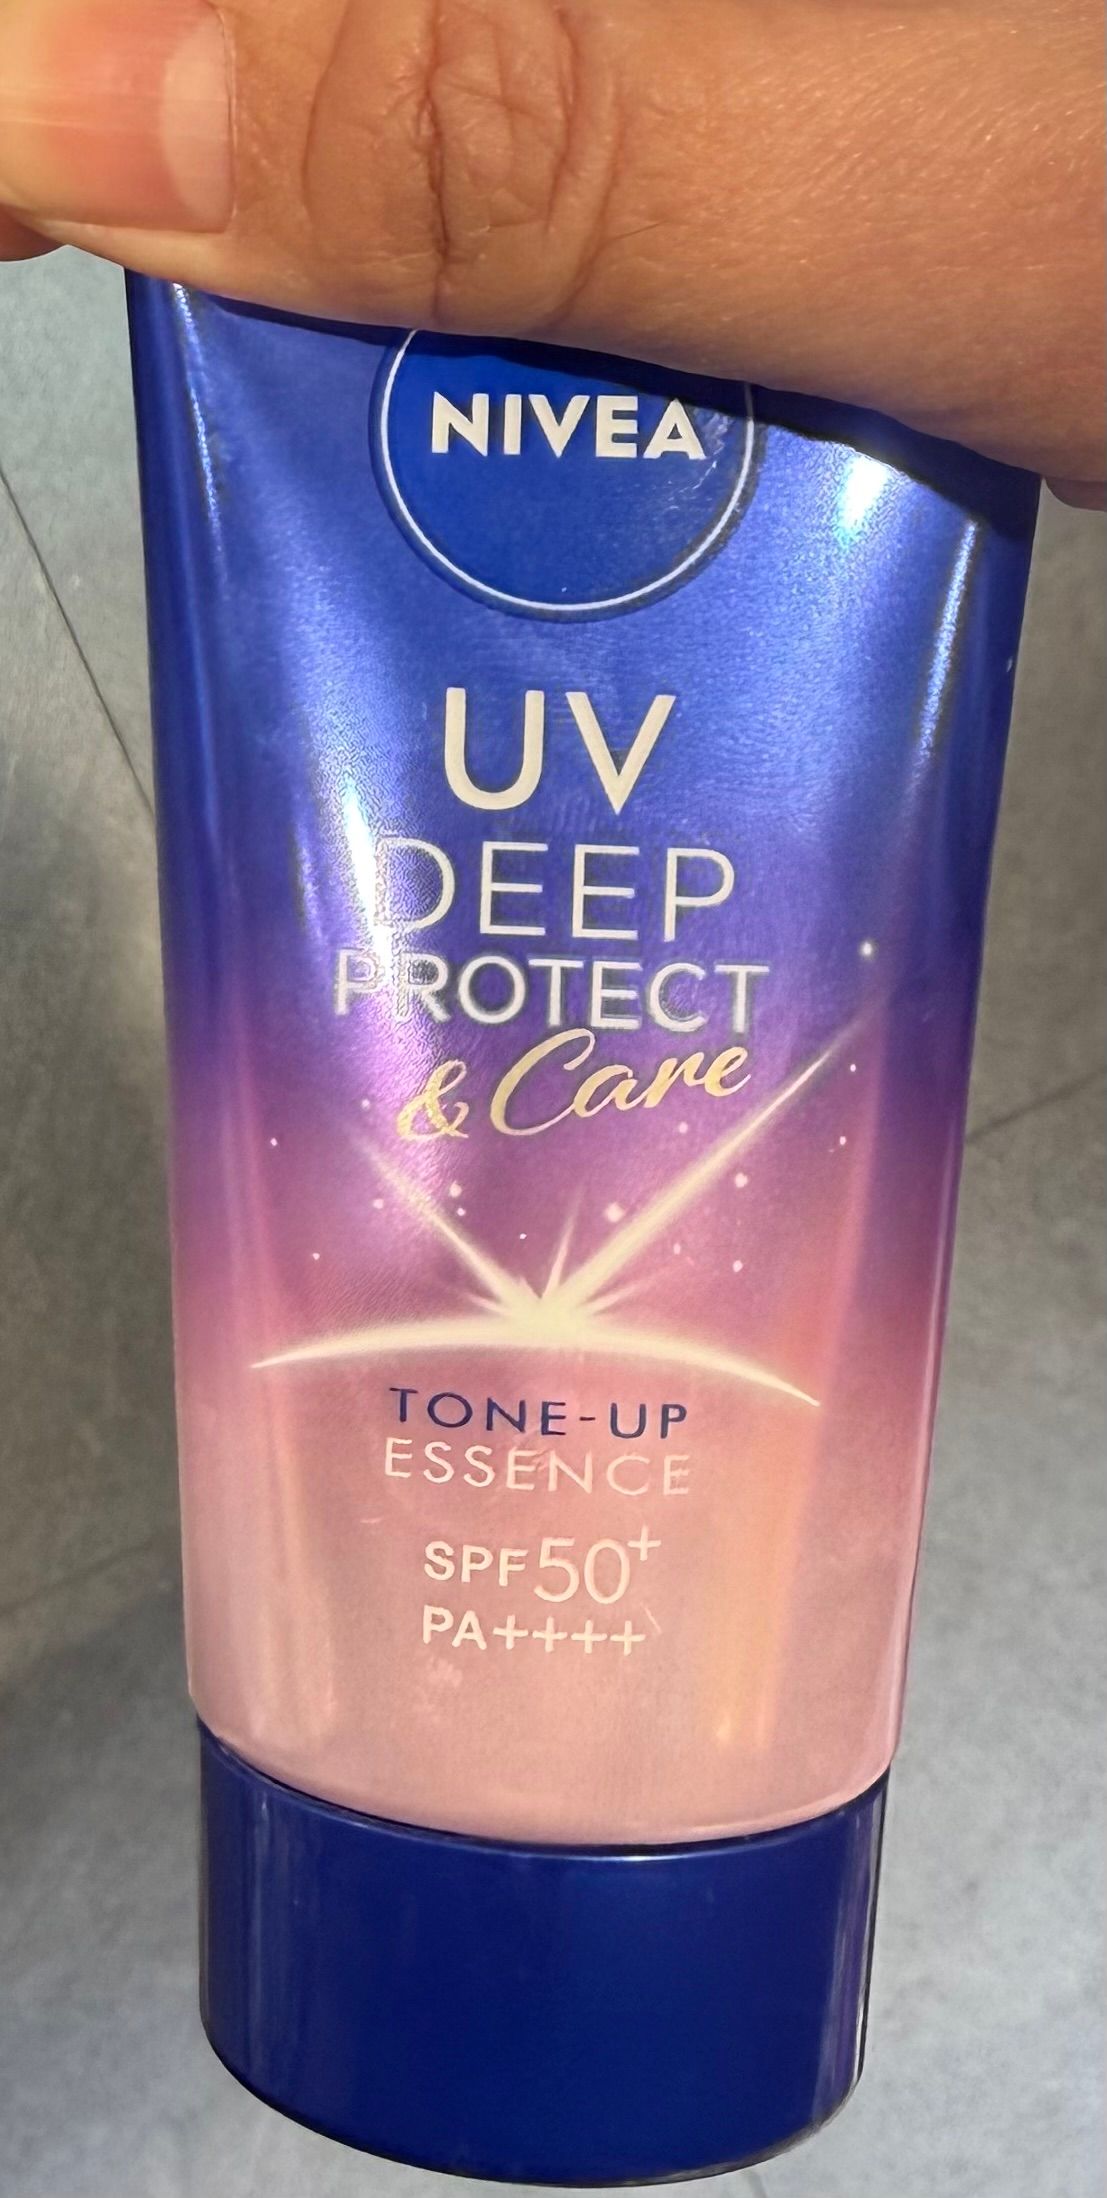 NIVEA
UV
DEEP
PROTECT
& Care
TONE-UP
ESSENCE
SPF50+
PA++++